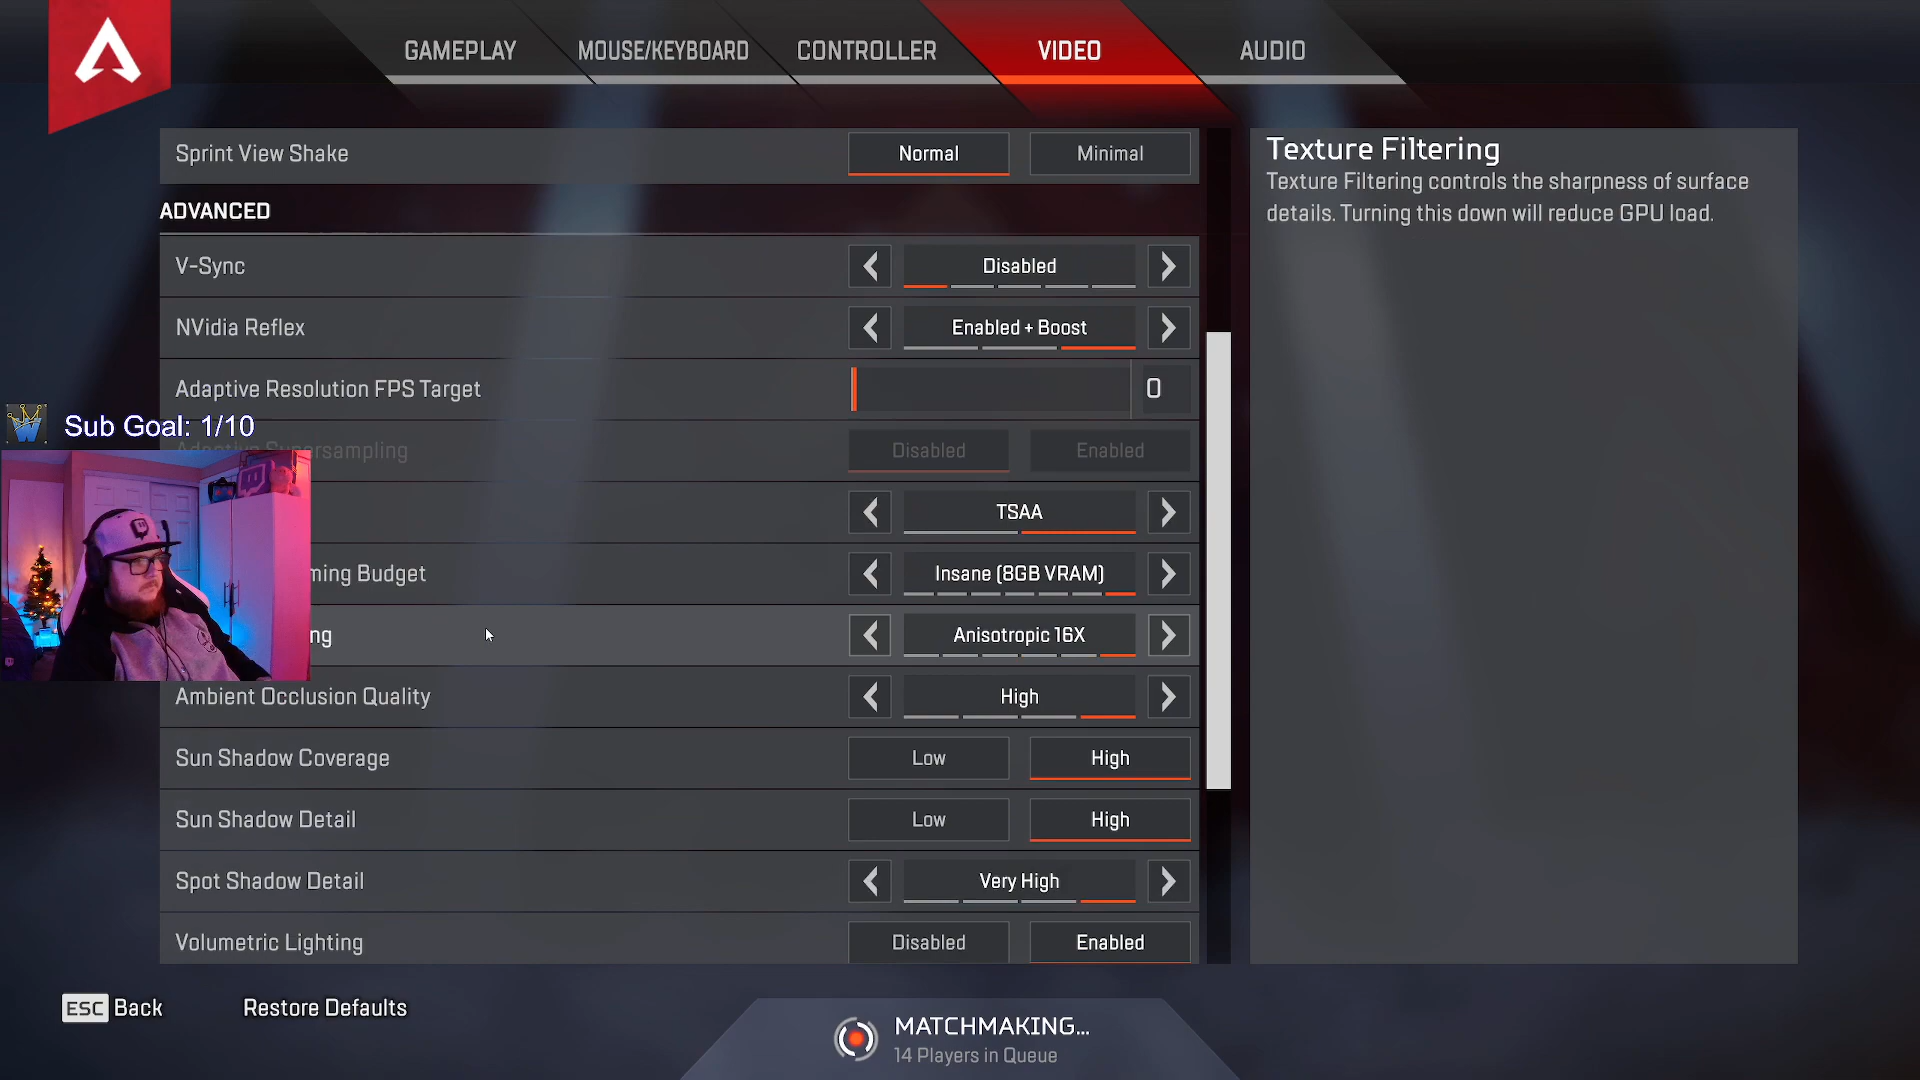 GAMEPLAY
MOUSE/KEYBOARD
CONTROLLER
VIDEO
AUDIO
Sprint View Shake
Normal
Minimal
ADVANCED
V-Sync
Disabled
NVidia Reflex
Enabled + Boost
Adaptive Resolution FPS Target
0
Sub Goal: 1/10
Adaptive Supersampling
Disabled
Enabled
TSAA
ming Budget
Insane (8GB VRAM)
ng
Anisotropic 16X
Ambient Occlusion Quality
High
Sun Shadow Coverage
Low
High
Sun Shadow Detail
Low
High
Spot Shadow Detail
Very High
Volumetric Lighting
Disabled
Enabled
Texture Filtering
Texture Filtering controls the sharpness of surface
details. Turning this down will reduce GPU load.
ESC Back
Restore Defaults
MATCHMAKING...
14 Players in Queue